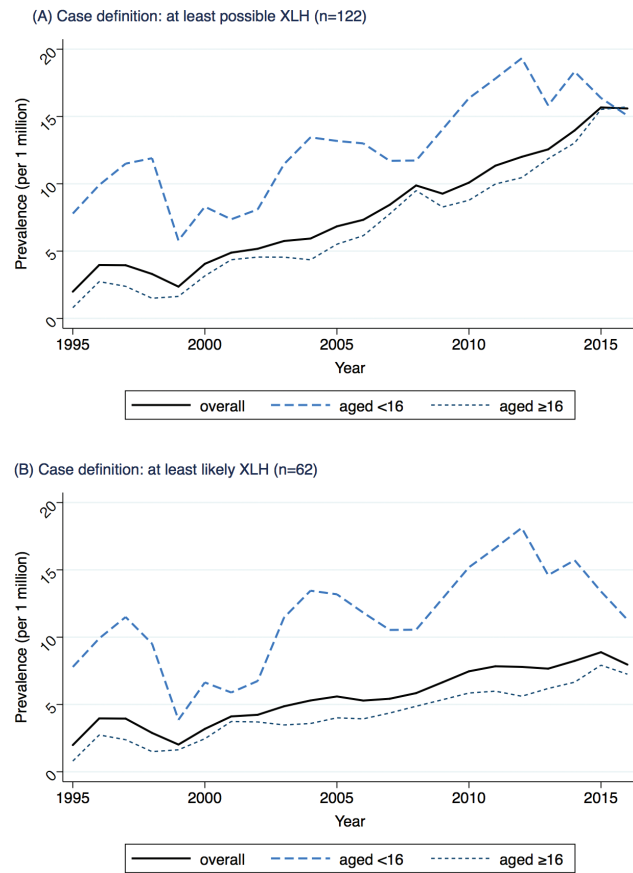 (A) Case definition: at least possible XLH (n=122)
20
15
10
5
0
Prevalence (per 1 million)
1995 2000 2005 2010 2015
Year
overall aged <16 aged ≥16
(B) Case definition: at least likely XLH (n=62)
20
15
10
5
0
Prevalence (per 1 million)
1995 2000 2005 2010 2015
Year
overall aged <16 aged ≥16